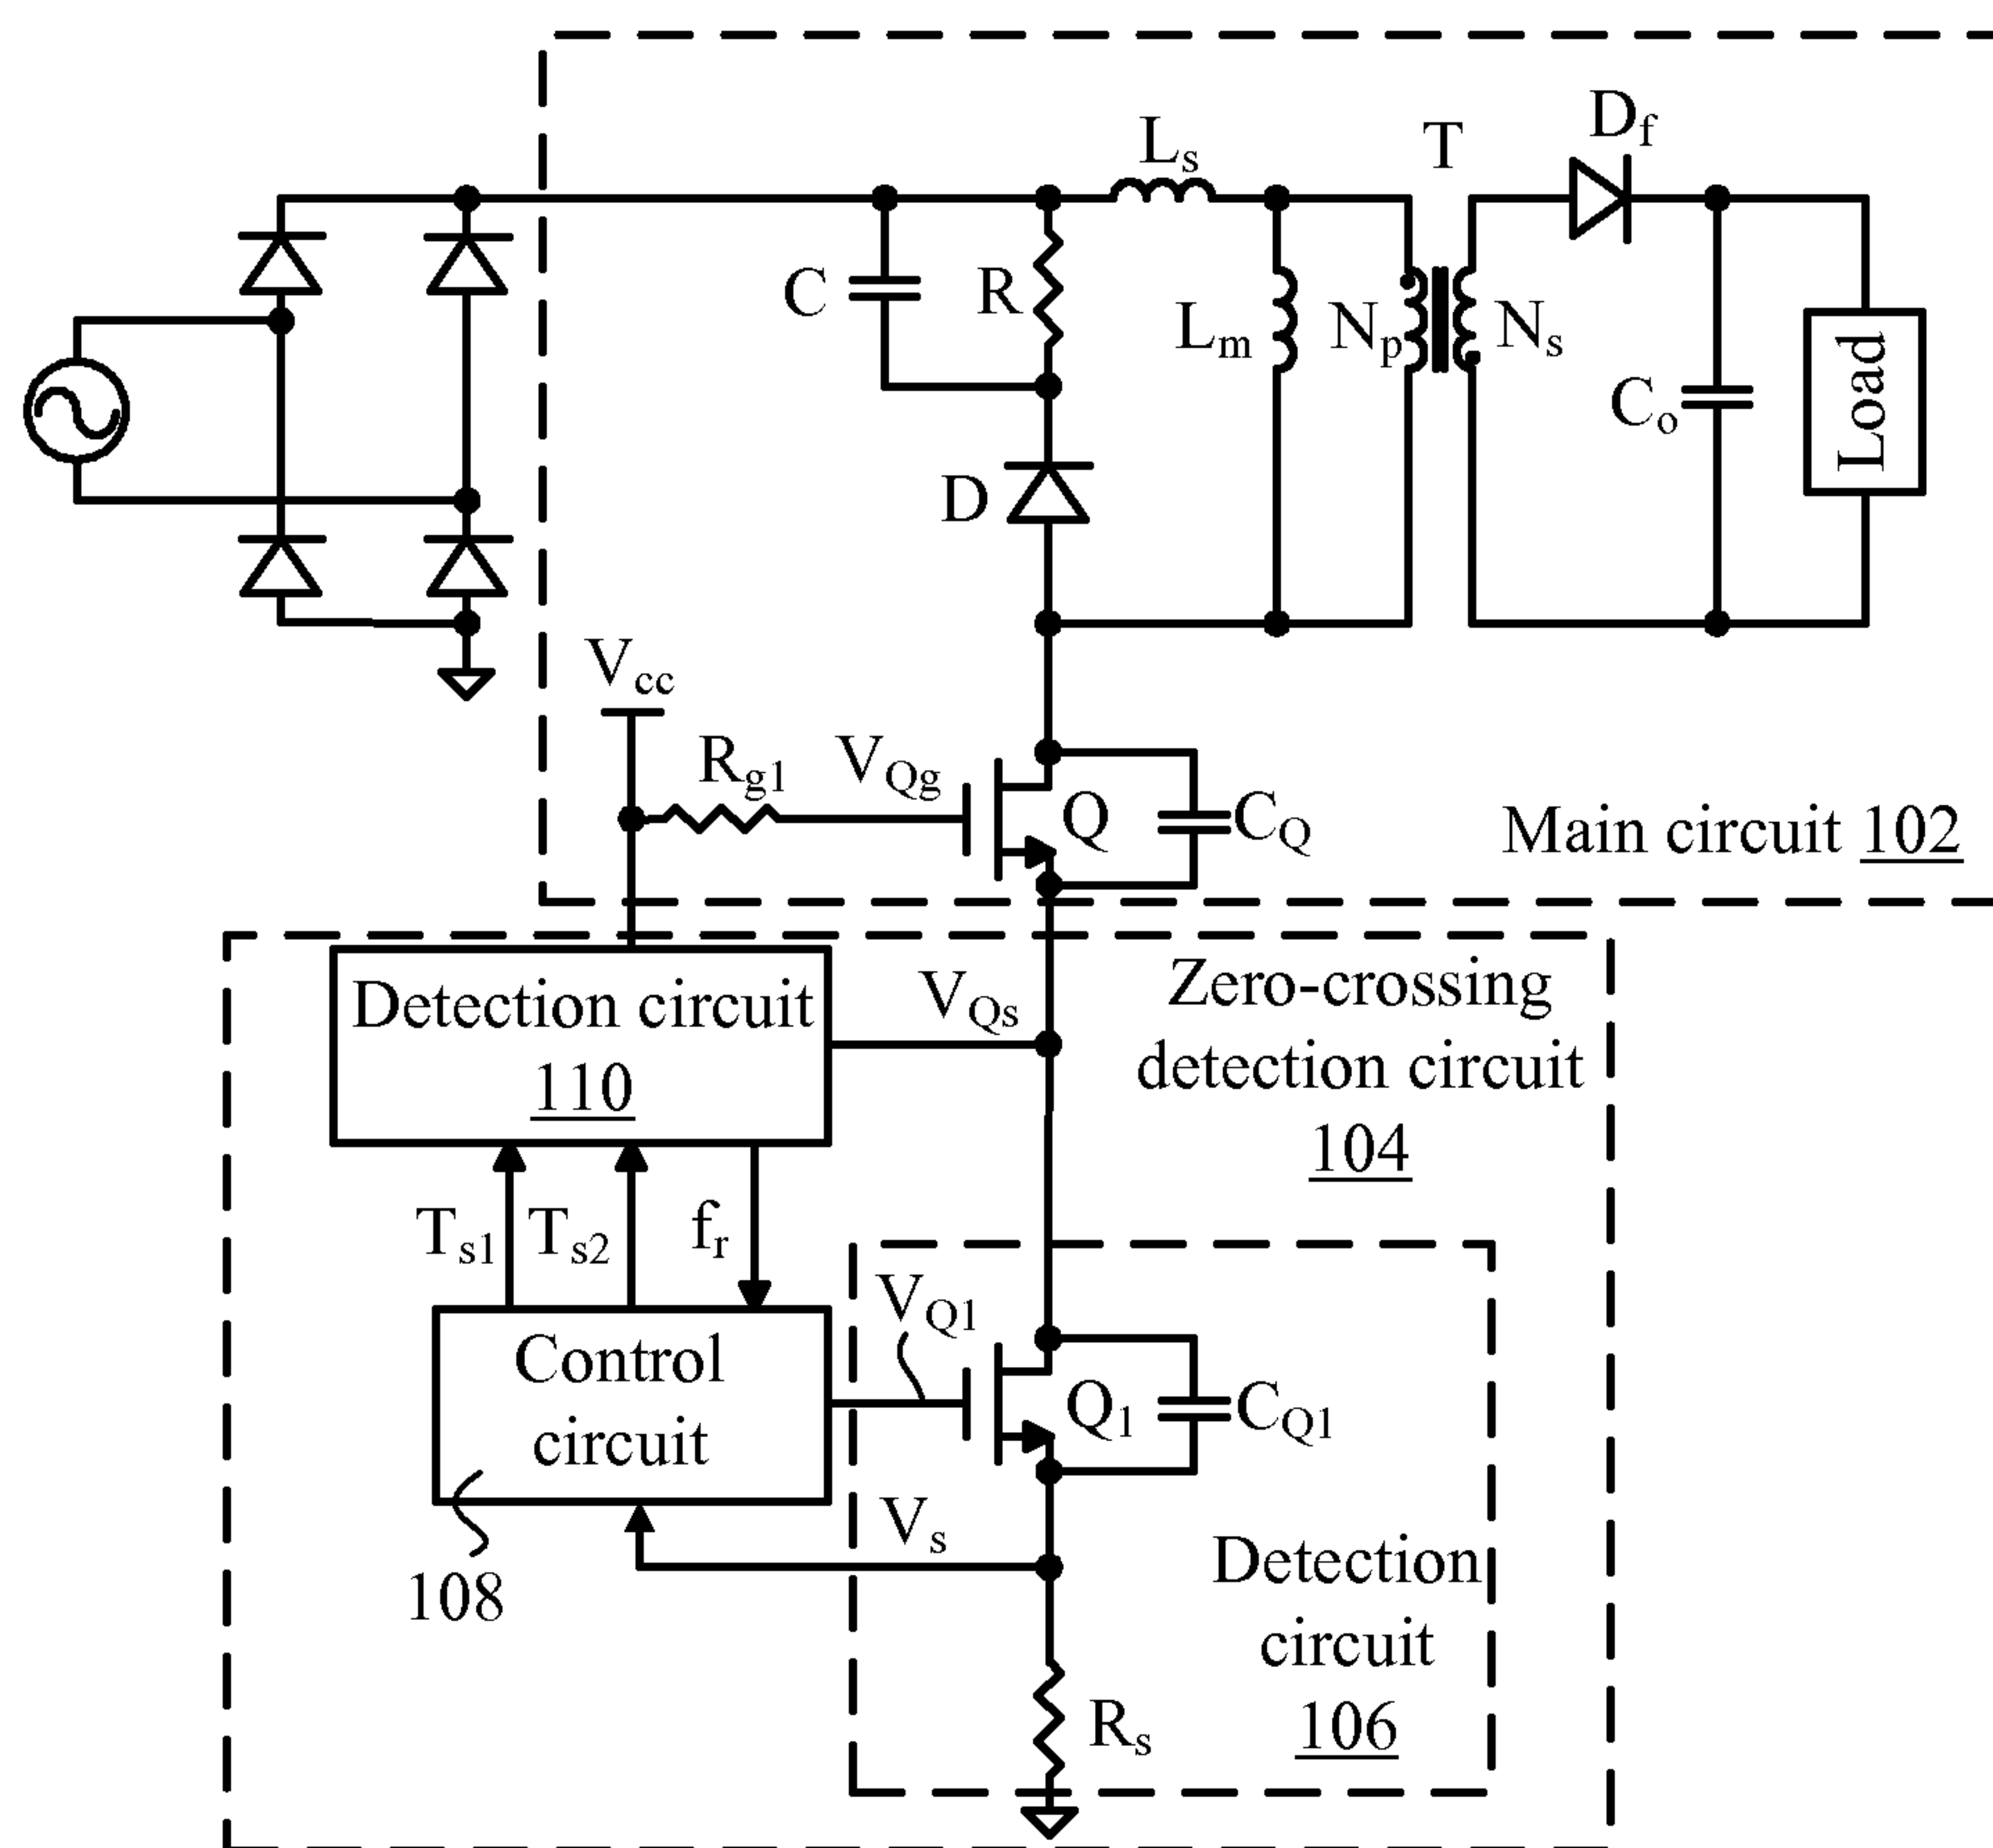 Ls
T
Df
C
R
Lm
Np
Ns
Co
Load
D
Vcc
Rg1
VQg
Q
CQ
Main circuit 102
Detection circuit
110
VQs
Zero-crossing
detection circuit
104
Ts1
Ts2
fr
VQ1
Control
circuit
Q1
CQ1
Vs
108
Detection
circuit
106
Rs